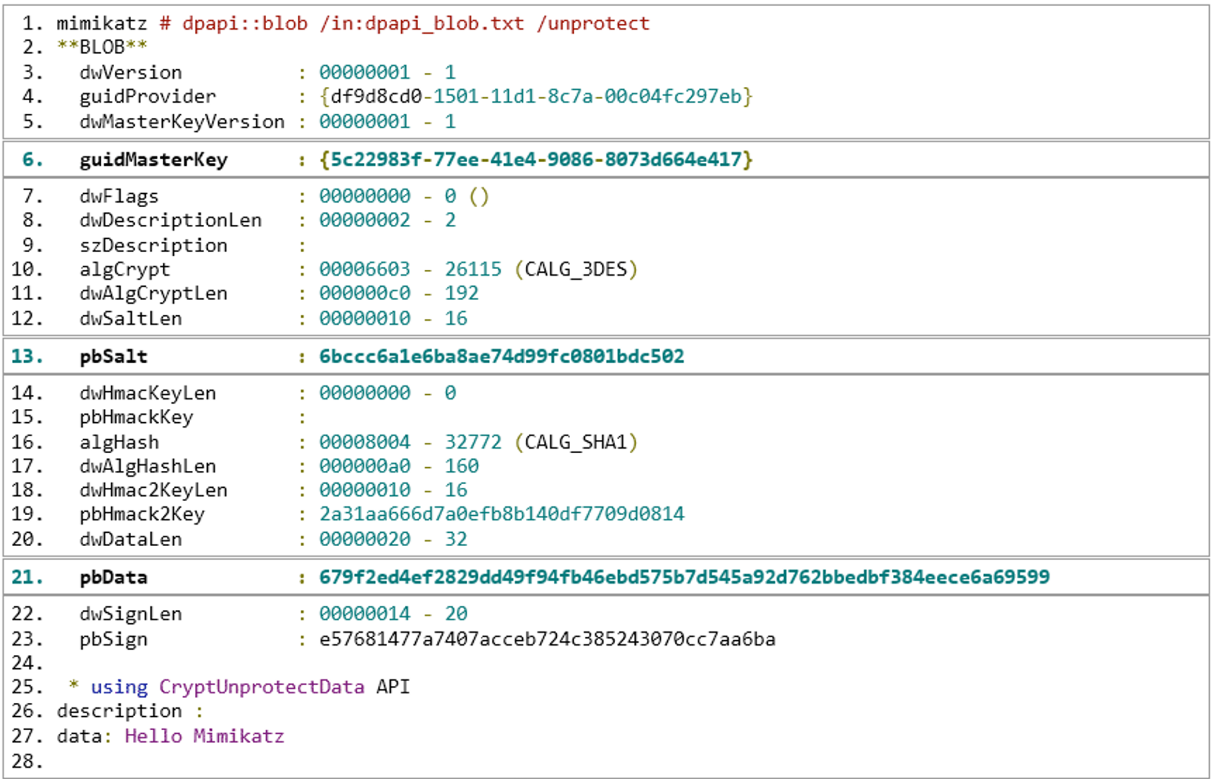 1. mimikatz # dpapi::blob /in:dpapi_blob.txt /unprotect
2. **BLOB**
3. dwVersion : 00000001 - 1
4. guidProvider : {df9d8cd0-1501-11d1-8c7a-00c04fc297eb}
5. dwMasterKeyVersion : 00000001 - 1
6. guidMasterKey : {5c22983f-77ee-41e4-9086-8073d664e417}
7. dwFlags : 00000000 - 0 ()
8. dwDescriptionLen : 00000002 - 2
9. szDescription :
10. algCrypt : 00006603 - 26115 (CALG_3DES)
11. dwAlgCryptLen : 000000c0 - 192
12. dwSaltLen : 00000010 - 16
13. pbSalt : 6bccc6a1e6ba8ae74d99fc0801bdc502
14. dwHmacKeyLen : 00000000 - 0
15. pbHmackKey :
16. algHash : 00008004 - 32772 (CALG_SHA1)
17. dwAlgHashLen : 000000a0 - 160
18. dwHmac2KeyLen : 00000010 - 16
19. pbHmack2Key : 2a31aa666d7a0efb8b140df7709d0814
20. dwDataLen : 00000020 - 32
21. pbData : 679f2ed4ef2829dd49f94fb46ebd575b7d545a92d762bbedbf384eece6a69599
22. dwSignLen : 00000014 - 20
23. pbSign : e57681477a7407acceb724c385243070cc7aa6ba
24.
25. * using CryptUnprotectData API
26. description :
27. data: Hello Mimikatz
28.